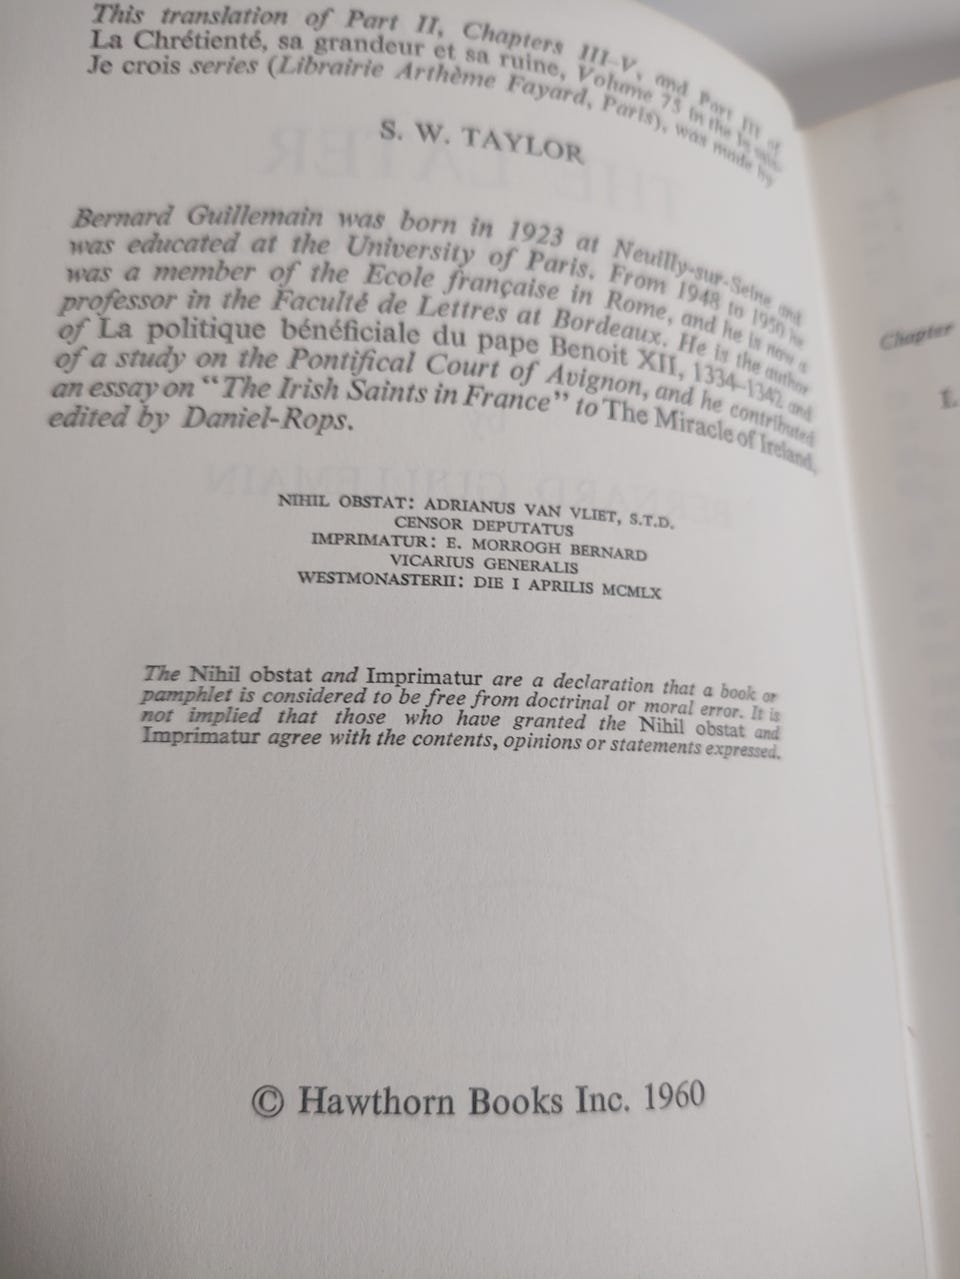 This translation of Part II, Chapters III–V, and Part III of
La Chrétienté, sa grandeur et sa ruine, Volume 75 in the Je sais–
Je crois series (Librairie Arthème Fayard, Paris), was made by
S. W. TAYLOR
Bernard Guillemain was born in 1923 at Neuilly-sur-Seine and
was educated at the University of Paris. From 1948 to 1950 he
was a member of the Ecole française in Rome, and he is now a
professor in the Faculté de Lettres at Bordeaux. He is the author
of La politique bénéficiale du pape Benoit XII, 1334–1342 and
of a study on the Pontifical Court of Avignon, and he contributed
an essay on “The Irish Saints in France” to The Miracle of Ireland,
edited by Daniel-Rops.
NIHIL OBSTAT: ADRIANUS VAN VLIET, S.T.D.
CENSOR DEPUTATUS
IMPRIMATUR: E. MORROGH BERNARD
VICARIUS GENERALIS
WESTMONASTERII: DIE I APRILIS MCMLX
The Nihil obstat and Imprimatur are a declaration that a book or
pamphlet is considered to be free from doctrinal or moral error. It is
not implied that those who have granted the Nihil obstat and
Imprimatur agree with the contents, opinions or statements expressed.
© Hawthorn Books Inc. 1960
Chapter
I.